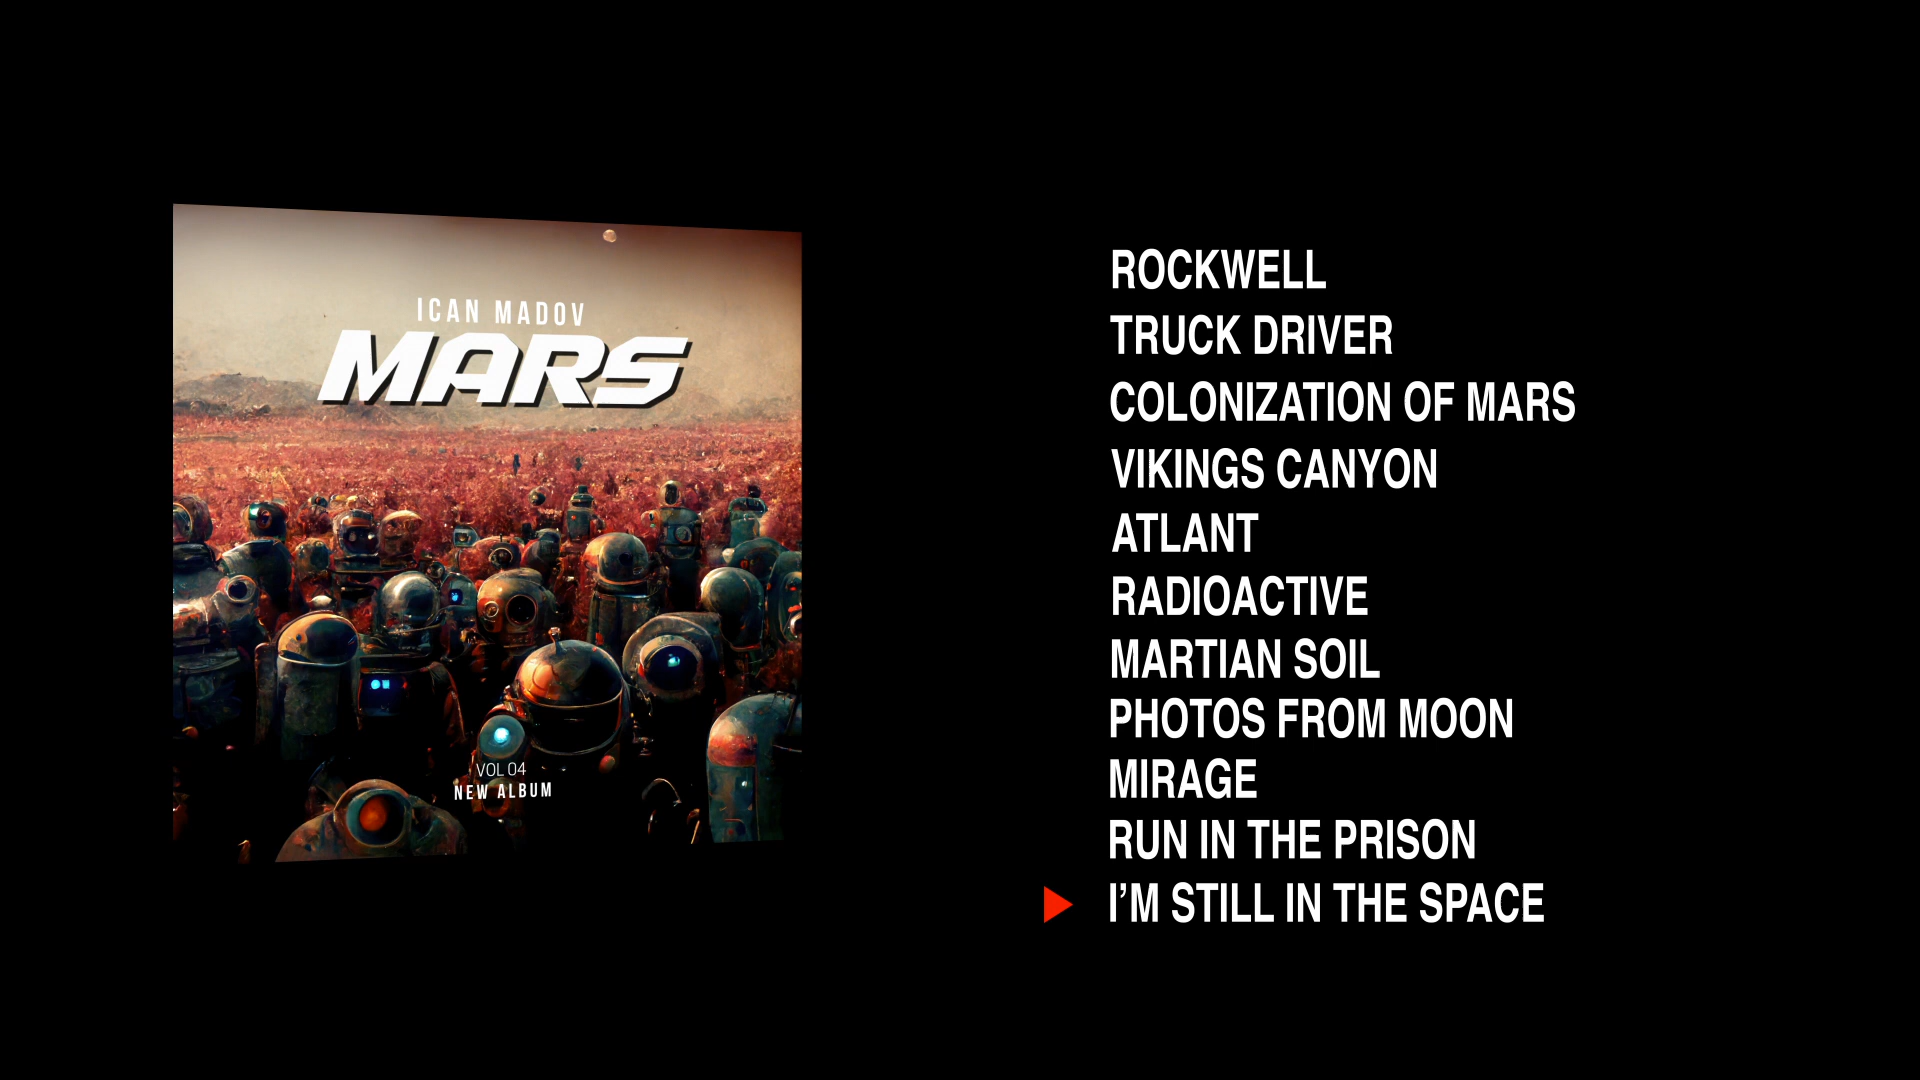 ICAN MADOV
MARS
VOL 04
NEW ALBUM
ROCKWELL
TRUCK DRIVER
COLONIZATION OF MARS
VIKINGS CANYON
ATLANT
RADIOACTIVE
MARTIAN SOIL
PHOTOS FROM MOON
MIRAGE
RUN IN THE PRISON
I’M STILL IN THE SPACE